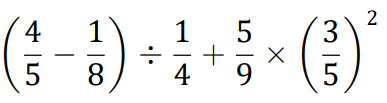 (4/5 − 1/8) ÷ 1/4 + 5/9 × (3/5)²